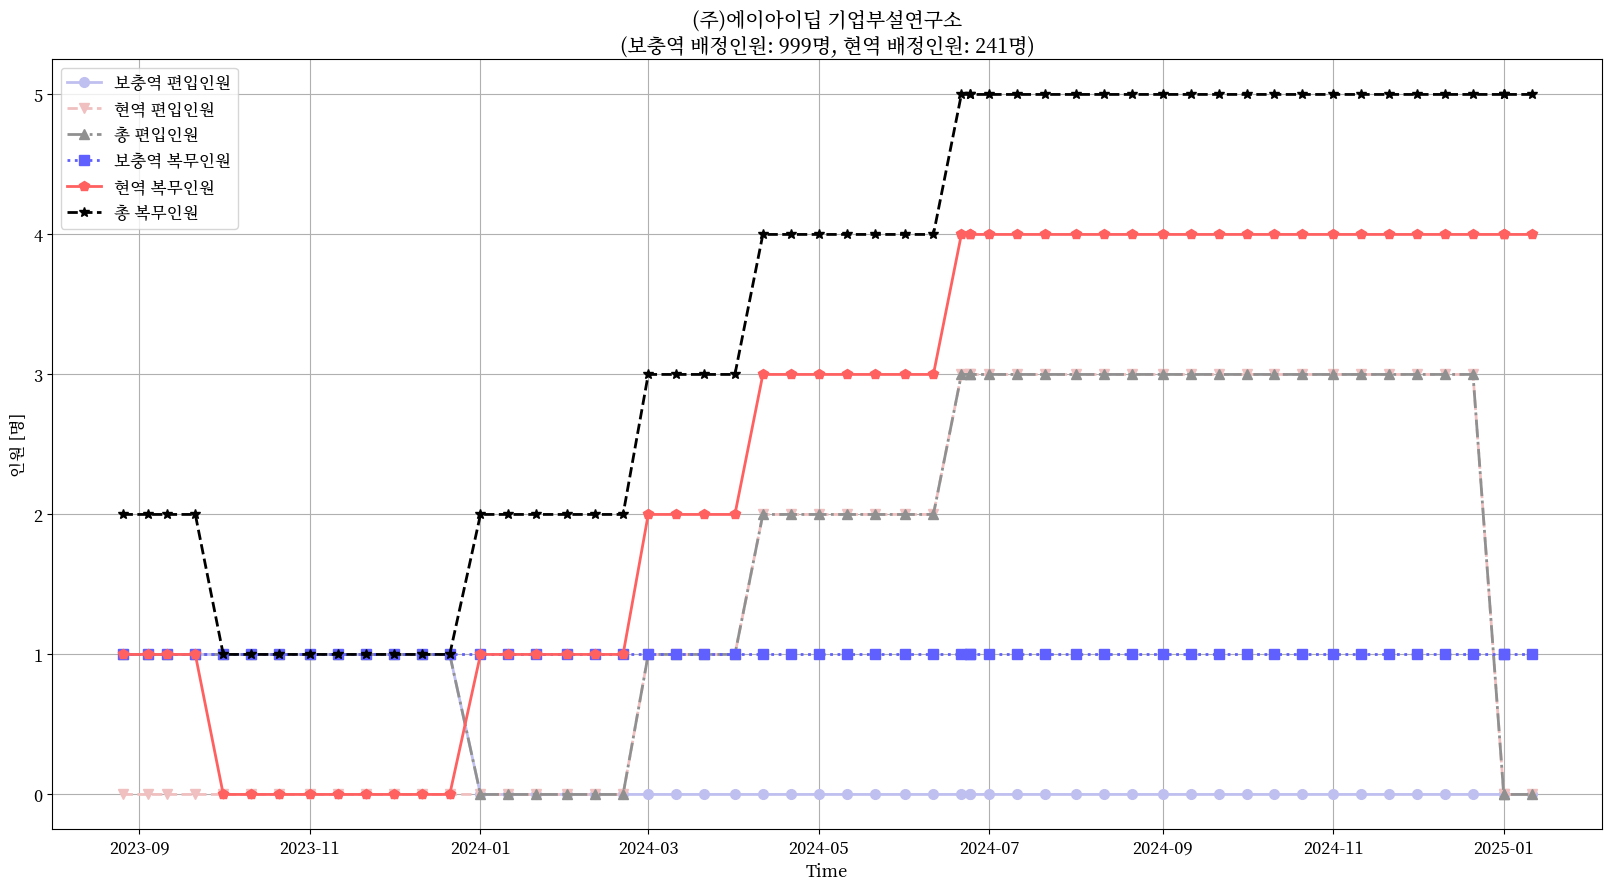 (주)에이아이딥 기업부설연구소
(보충역 배정인원: 999명, 현역 배정인원: 241명)
보충역 편입인원
현역 편입인원
총 편입인원
보충역 복무인원
현역 복무인원
총 복무인원
5
4
3
2
1
0
인원 [명]
2023-09
2023-11
2024-01
2024-03
2024-05
2024-07
2024-09
2024-11
2025-01
Time